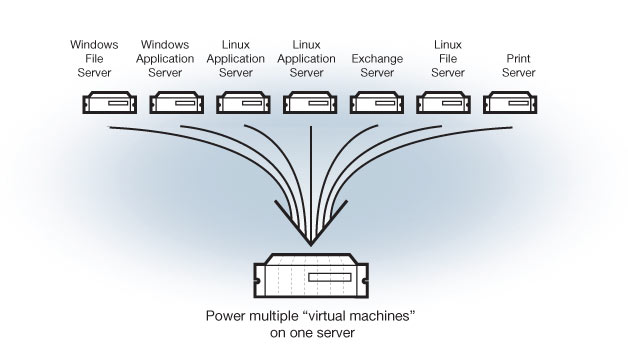 Windows
File
Server
Windows
Application
Server
Linux
Application
Server
Linux
Application
Server
Exchange
Server
Linux
File
Server
Print
Server
Power multiple “virtual machines”
on one server